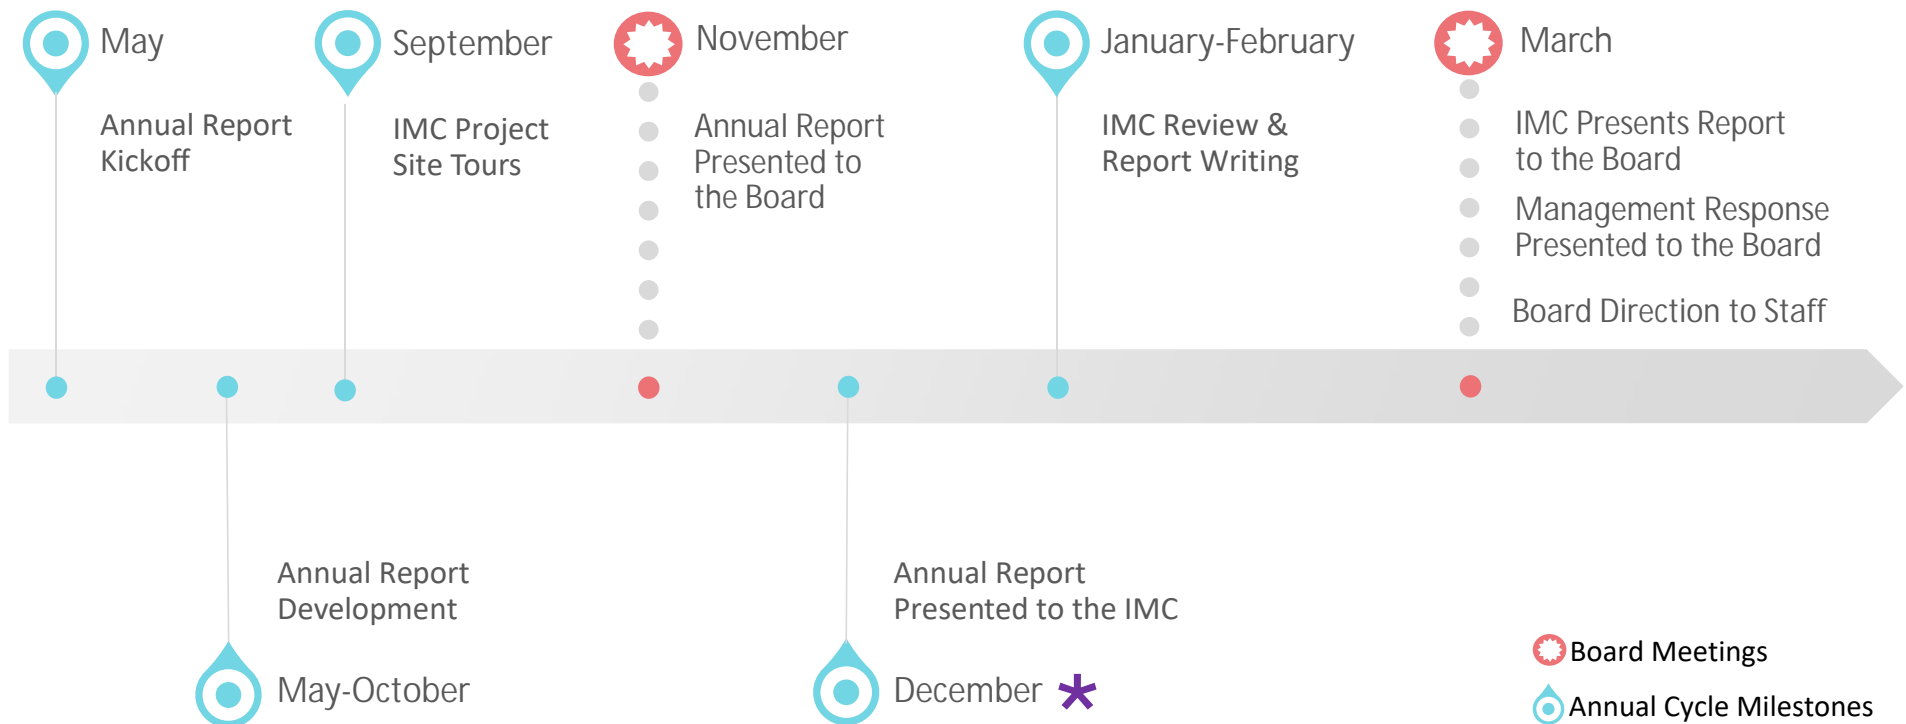 May
Annual Report
Kickoff
September
IMC Project
Site Tours
November
Annual Report
Presented to
the Board
January-February
IMC Review &
Report Writing
March
IMC Presents Report
to the Board
Management Response
Presented to the Board
Board Direction to Staff
Annual Report
Development
May-October
Annual Report
Presented to the IMC
December *
Board Meetings
Annual Cycle Milestones